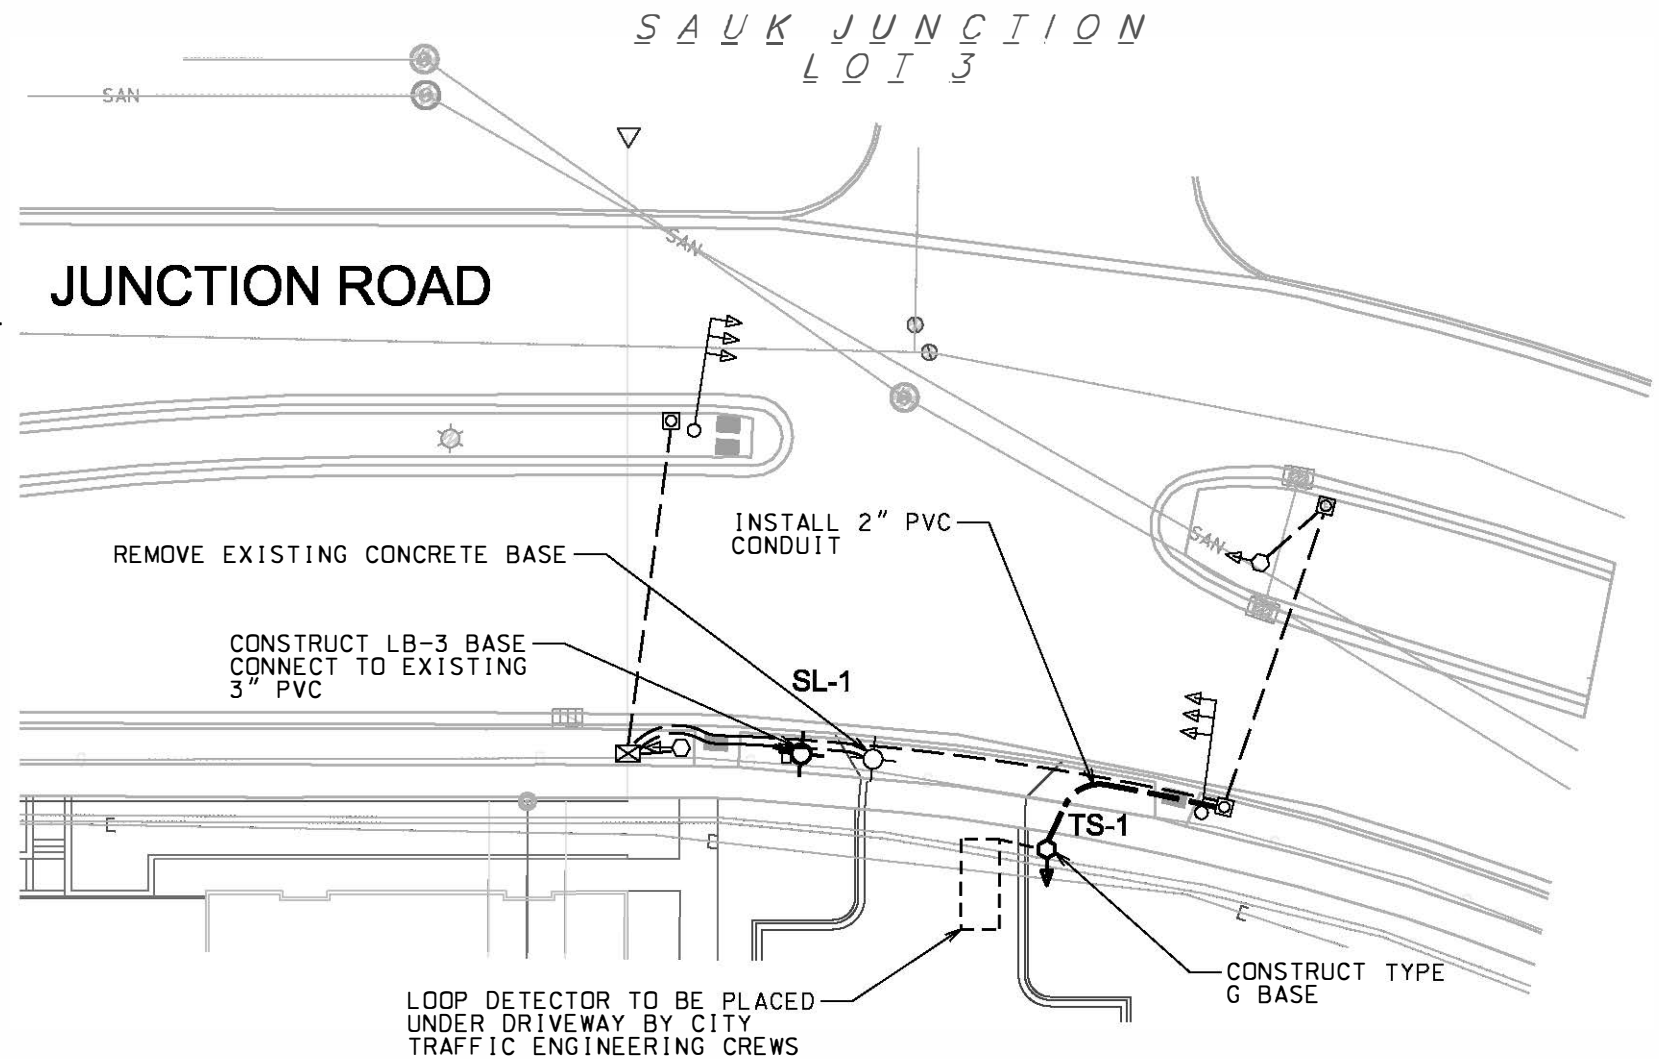 SAUK JUNCTION
LOT 3
SAN
SAN
JUNCTION ROAD
INSTALL 2" PVC
CONDUIT
SAN
REMOVE EXISTING CONCRETE BASE
CONSTRUCT LB-3 BASE
CONNECT TO EXISTING
3" PVC
SL-1
TS-1
E
E
E
CONSTRUCT TYPE
G BASE
LOOP DETECTOR TO BE PLACED
UNDER DRIVEWAY BY CITY
TRAFFIC ENGINEERING CREWS